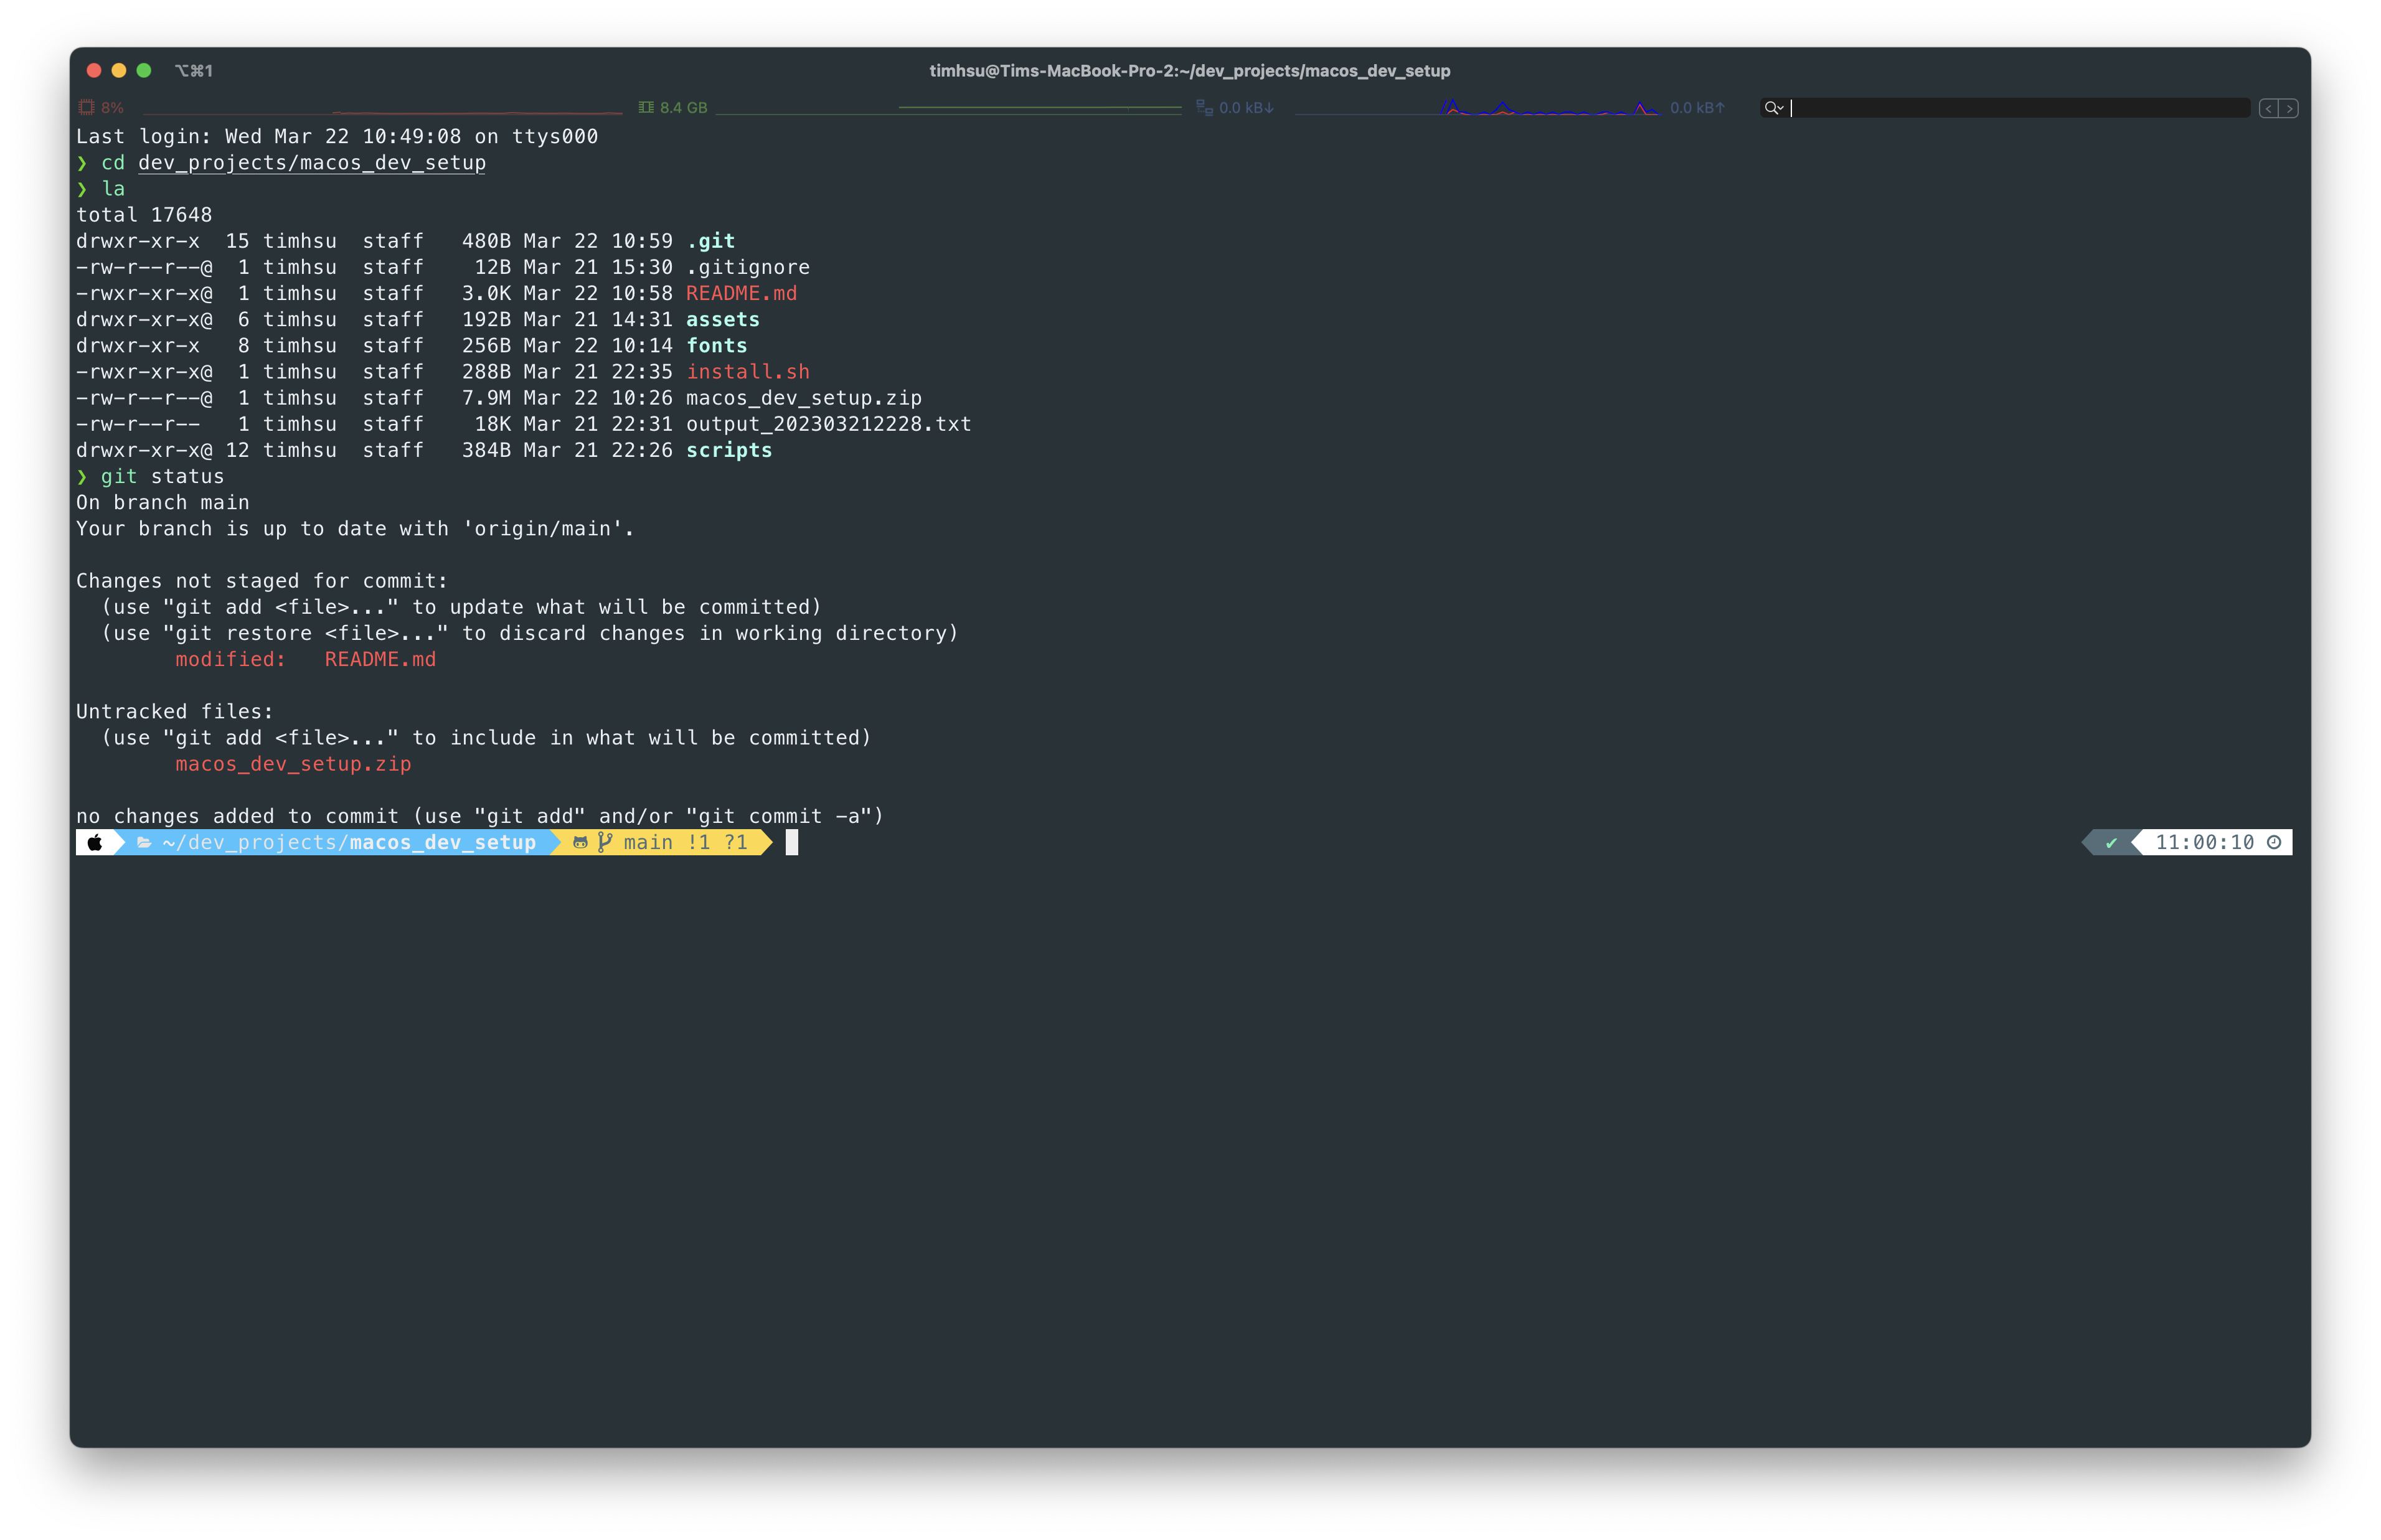 ⌥⌘1
timhsu@Tims-MacBook-Pro-2:~/dev_projects/macos_dev_setup
8% 8.4 GB 0.0 kB↓ 0.0 kB↑
Last login: Wed Mar 22 10:49:08 on ttys000
❯ cd dev_projects/macos_dev_setup
❯ la
total 17648
drwxr-xr-x  15 timhsu  staff   480B Mar 22 10:59 .git
-rw-r--r--@  1 timhsu  staff    12B Mar 21 15:30 .gitignore
-rwxr-xr-x@  1 timhsu  staff   3.0K Mar 22 10:58 README.md
drwxr-xr-x@  6 timhsu  staff   192B Mar 21 14:31 assets
drwxr-xr-x   8 timhsu  staff   256B Mar 22 10:14 fonts
-rwxr-xr-x@  1 timhsu  staff   288B Mar 21 22:35 install.sh
-rw-r--r--@  1 timhsu  staff   7.9M Mar 22 10:26 macos_dev_setup.zip
-rw-r--r--   1 timhsu  staff    18K Mar 21 22:31 output_202303212228.txt
drwxr-xr-x@ 12 timhsu  staff   384B Mar 21 22:26 scripts
❯ git status
On branch main
Your branch is up to date with 'origin/main'.
Changes not staged for commit:
  (use "git add <file>..." to update what will be committed)
  (use "git restore <file>..." to discard changes in working directory)
        modified:   README.md
Untracked files:
  (use "git add <file>..." to include in what will be committed)
        macos_dev_setup.zip
no changes added to commit (use "git add" and/or "git commit -a")
~/dev_projects/macos_dev_setup main !1 ?1 ✔ 11:00:10